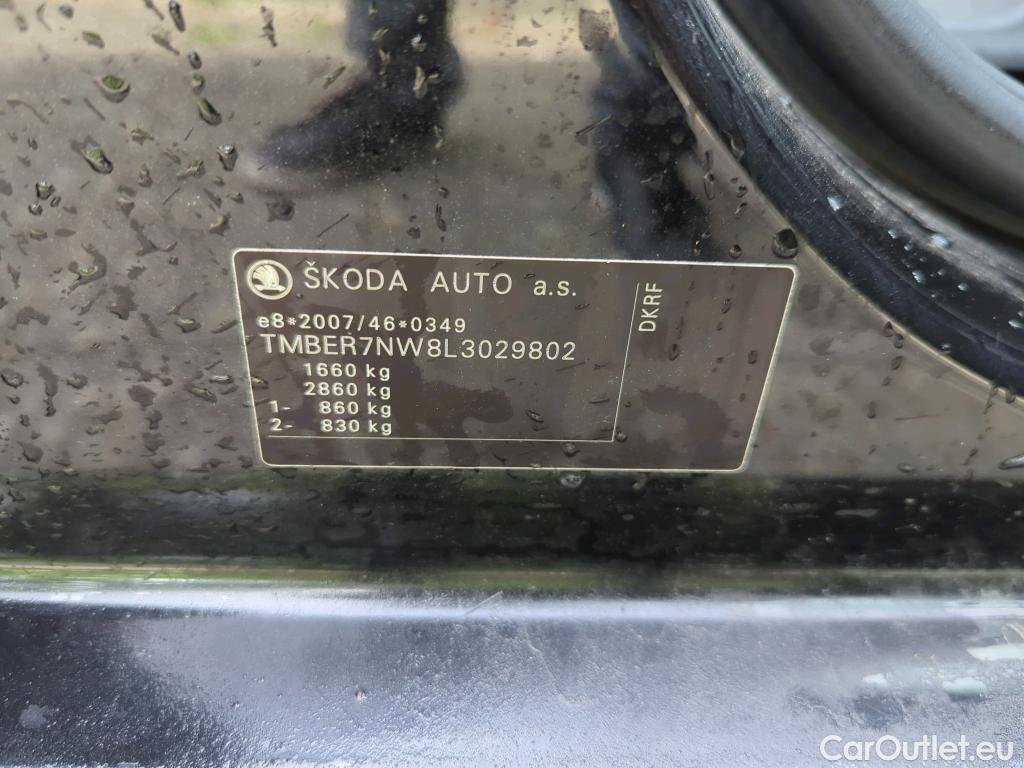 ŠKODA AUTO a.s.
e8*2007/46*0349
TMBER7NW8L3029802
1660 kg
2860 kg
1- 860 kg
2- 830 kg
DKRF
CarOutlet.eu